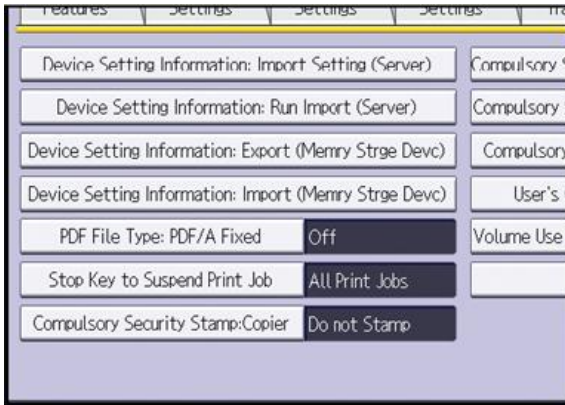 Features Settings Settings Settings
Device Setting Information: Import Setting (Server)
Compulsory
Device Setting Information: Run Import (Server)
Compulsory
Device Setting Information: Export (Memry Strge Devc)
Compulsory
Device Setting Information: Import (Memry Strge Devc)
User's
PDF File Type: PDF/A Fixed
Off
Volume Use
Stop Key to Suspend Print Job
All Print Jobs
Compulsory Security Stamp:Copier
Do not Stamp